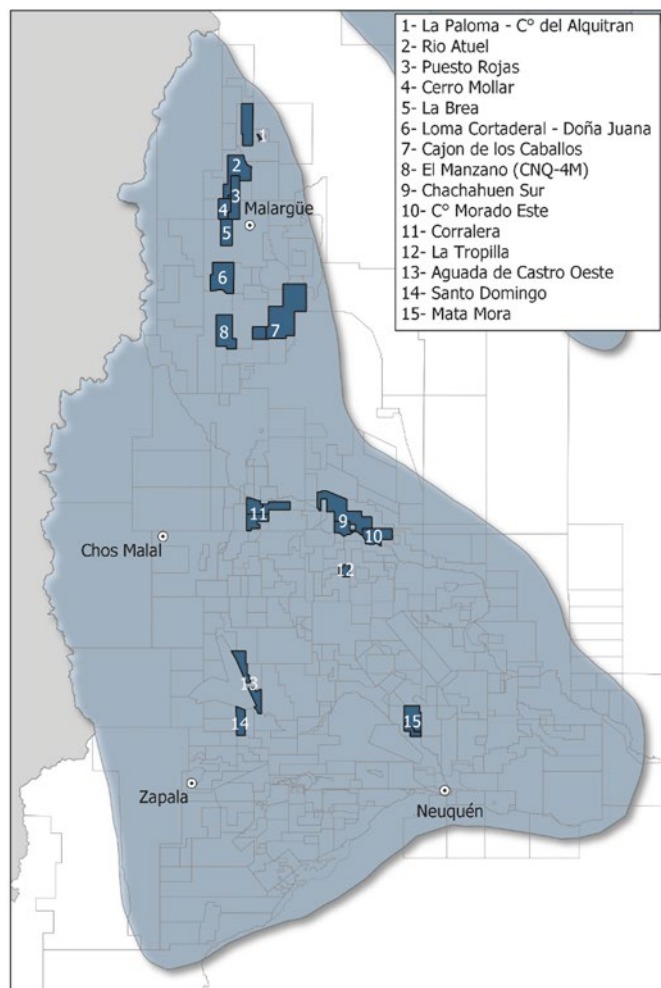 1- La Paloma - C° del Alquitran
2- Rio Atuel
3- Puesto Rojas
4- Cerro Mollar
5- La Brea
6- Loma Cortaderal - Doña Juana
7- Cajon de los Caballos
8- El Manzano (CNQ-4M)
9- Chachahuen Sur
10- C° Morado Este
11- Corralera
12- La Tropilla
13- Aguada de Castro Oeste
14- Santo Domingo
15- Mata Mora
1
2
3
4
Malargüe
5
6
7
8
11
9
10
Chos Malal
12
13
14
15
Zapala
Neuquén